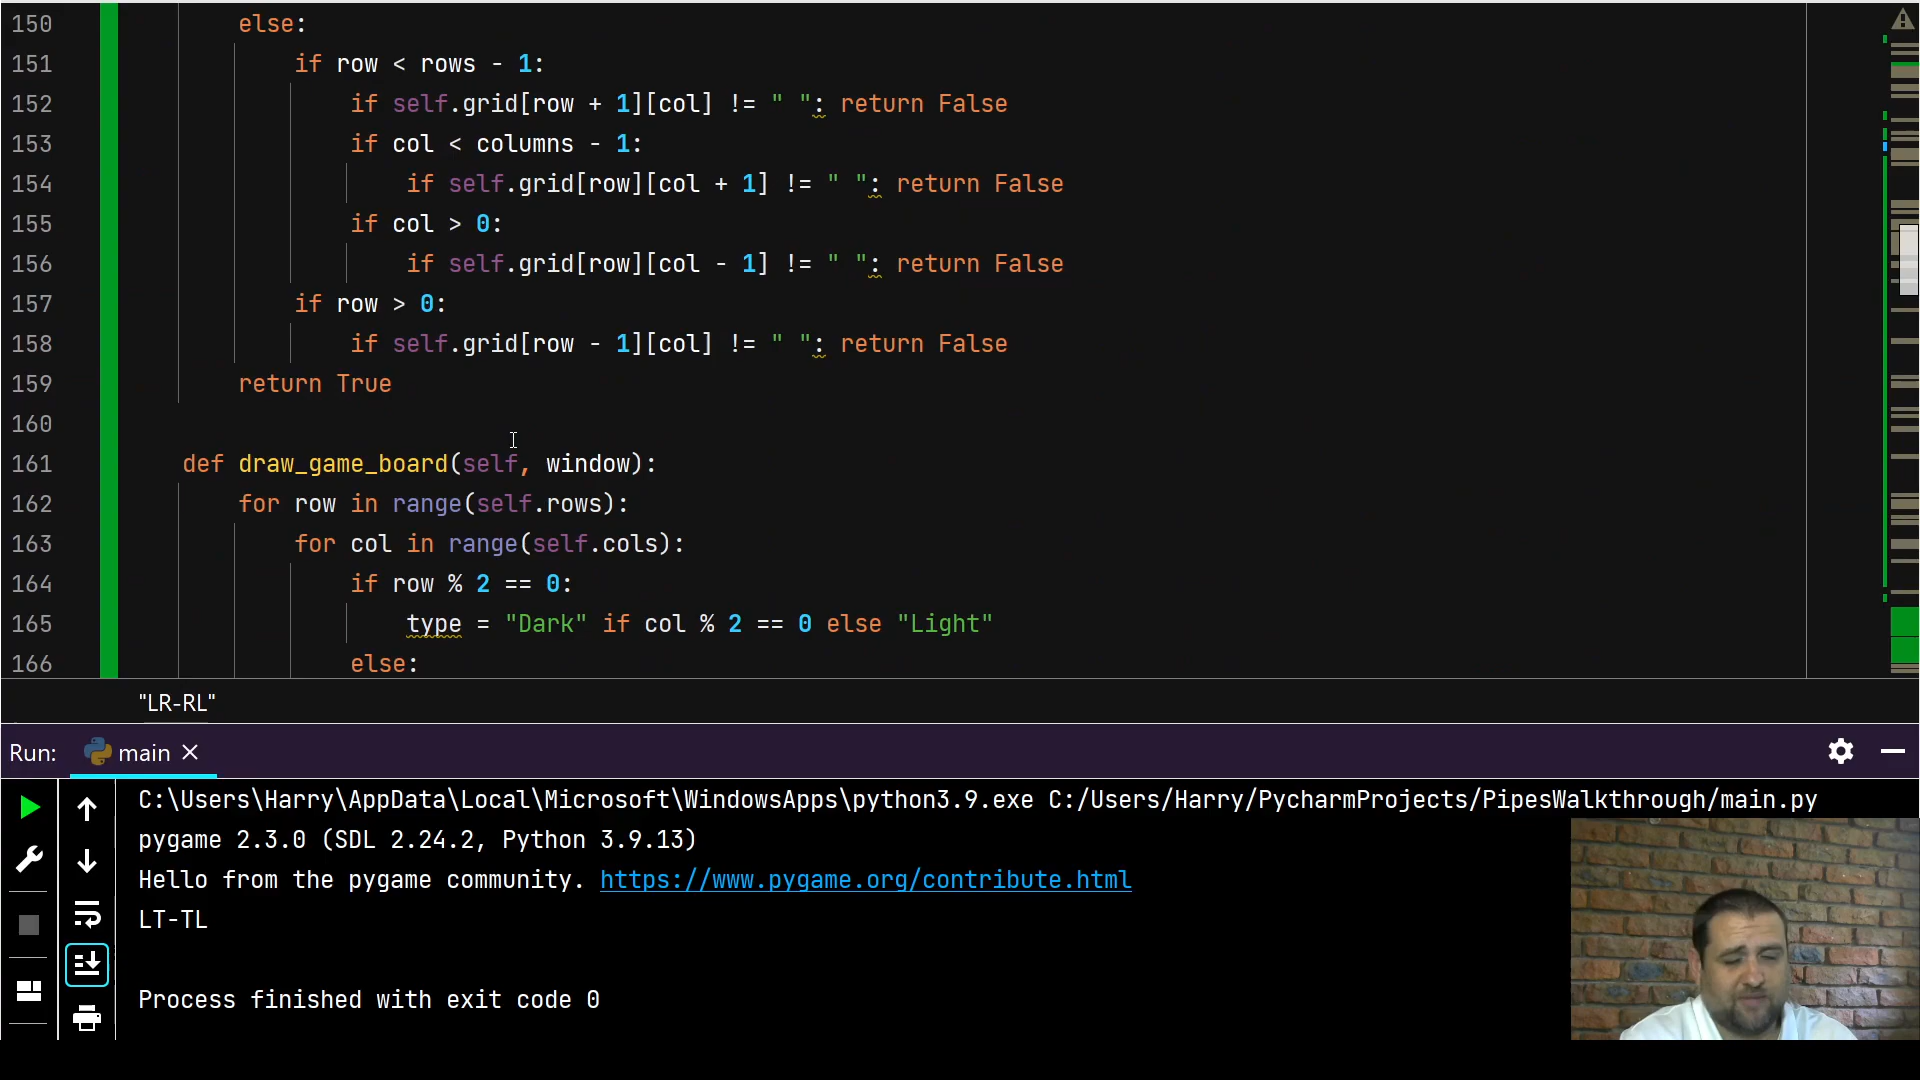 150 else:
151 if row < rows - 1:
152 if self.grid[row + 1][col] != " ": return False
153 if col < columns - 1:
154 if self.grid[row][col + 1] != " ": return False
155 if col > 0:
156 if self.grid[row][col - 1] != " ": return False
157 if row > 0:
158 if self.grid[row - 1][col] != " ": return False
159 return True
160
161 def draw_game_board(self, window):
162 for row in range(self.rows):
163 for col in range(self.cols):
164 if row % 2 == 0:
165 type = "Dark" if col % 2 == 0 else "Light"
166 else:
"LR-RL"
Run: main
C:\Users\Harry\AppData\Local\Microsoft\WindowsApps\python3.9.exe C:/Users/Harry/PycharmProjects/PipesWalkthrough/main.py
pygame 2.3.0 (SDL 2.24.2, Python 3.9.13)
Hello from the pygame community. https://www.pygame.org/contribute.html
LT-TL
Process finished with exit code 0